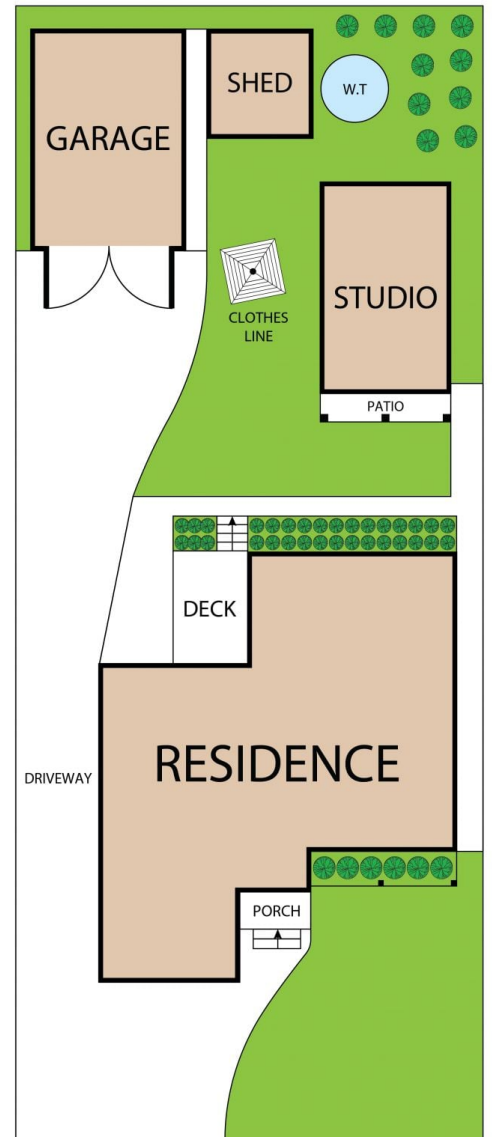 GARAGE
SHED
W.T
STUDIO
CLOTHES
LINE
PATIO
DECK
RESIDENCE
DRIVEWAY
PORCH